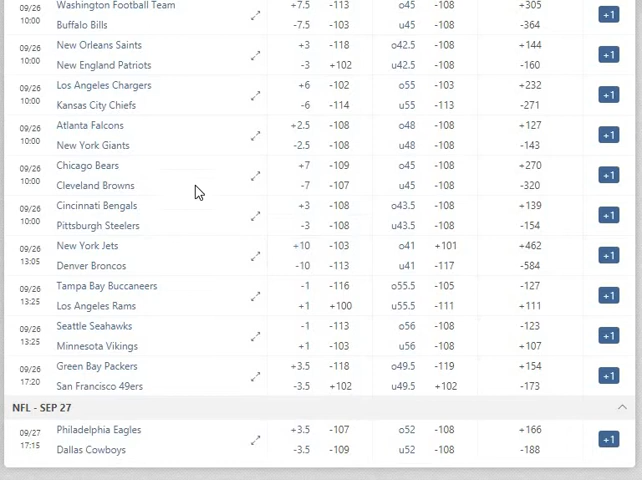 09/26 10:00 Washington Football Team +7.5 -113 o45 -108 +305 +1
Buffalo Bills -7.5 -103 u45 -108 -364
09/26 10:00 New Orleans Saints +3 -118 o42.5 -108 +144 +1
New England Patriots -3 +102 u42.5 -108 -160
09/26 10:00 Los Angeles Chargers +6 -102 o55 -103 +232 +1
Kansas City Chiefs -6 -114 u55 -113 -271
09/26 10:00 Atlanta Falcons +2.5 -108 o48 -108 +127 +1
New York Giants -2.5 -108 u48 -108 -143
09/26 10:00 Chicago Bears +7 -109 o45 -108 +270 +1
Cleveland Browns -7 -107 u45 -108 -320
09/26 10:00 Cincinnati Bengals +3 -108 o43.5 -108 +139 +1
Pittsburgh Steelers -3 -108 u43.5 -108 -154
09/26 13:05 New York Jets +10 -103 o41 +101 +462 +1
Denver Broncos -10 -113 u41 -117 -584
09/26 13:25 Tampa Bay Buccaneers -1 -116 o55.5 -105 -127 +1
Los Angeles Rams +1 +100 u55.5 -111 +111
09/26 13:25 Seattle Seahawks -1 -113 o56 -108 -123 +1
Minnesota Vikings +1 -103 u56 -108 +107
09/26 17:20 Green Bay Packers +3.5 -118 o49.5 -119 +154 +1
San Francisco 49ers -3.5 +102 u49.5 +102 -173
NFL - SEP 27
09/27 17:15 Philadelphia Eagles +3.5 -107 o52 -108 +166 +1
Dallas Cowboys -3.5 -109 u52 -108 -188